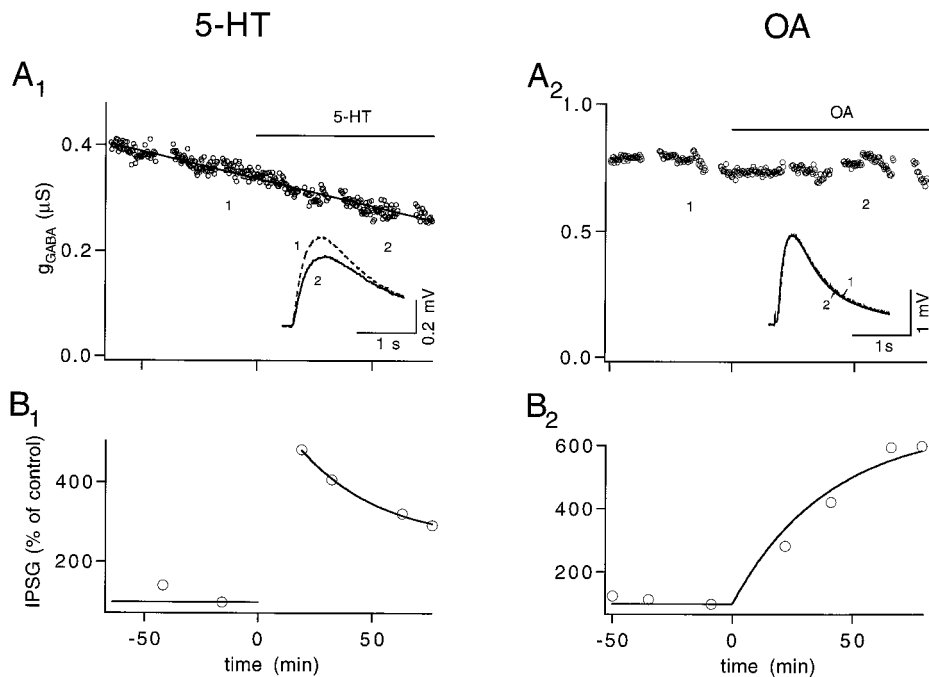 5-HT
OA
A1
A2
5-HT
OA
gGABA (μS)
0.4
0.2
0.0
1
2
1
2
0.2 mV
1 s
1.0
0.5
0.0
1
2
1
2
1 mV
1s
B1
B2
IPSG (% of control)
400
200
600
400
200
-50
0
50
time (min)
-50
0
50
time (min)